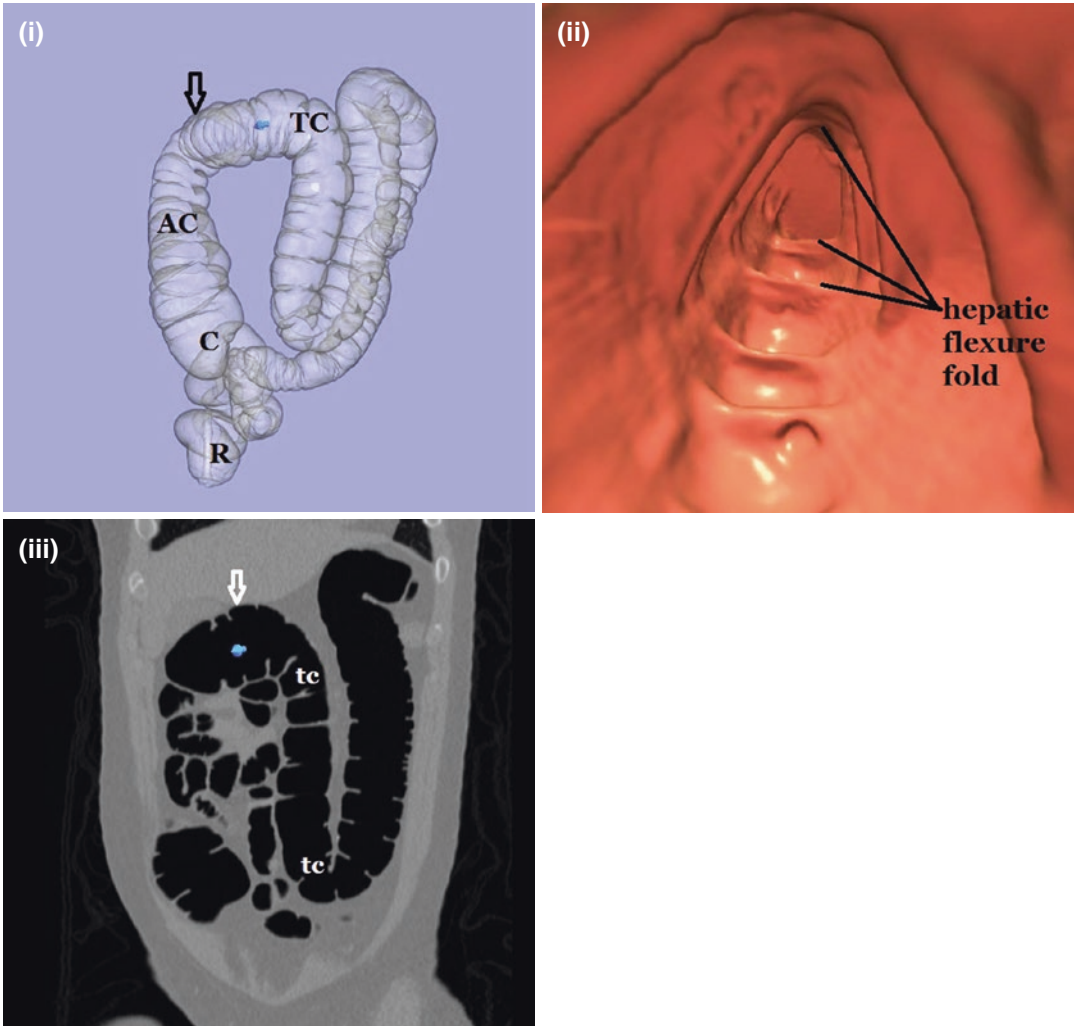 (i)
TC
AC
C
R
(ii)
hepatic
flexure
fold
(iii)
tc
tc